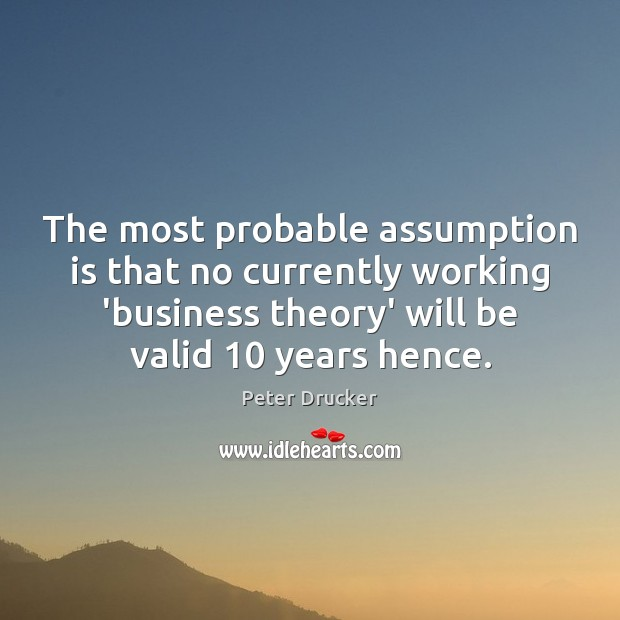 The most probable assumption
is that no currently working
'business theory' will be
valid 10 years hence.
Peter Drucker
www.idlehearts.com